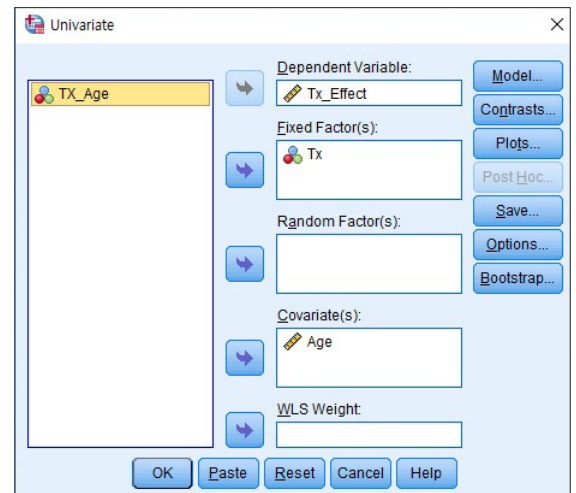 Univariate
TX_Age
Dependent Variable:
Tx_Effect
Fixed Factor(s):
Tx
Random Factor(s):
Covariate(s):
Age
WLS Weight:
Model...
Contrasts...
Plots...
Post Hoc...
Save...
Options...
Bootstrap...
OK
Paste
Reset
Cancel
Help